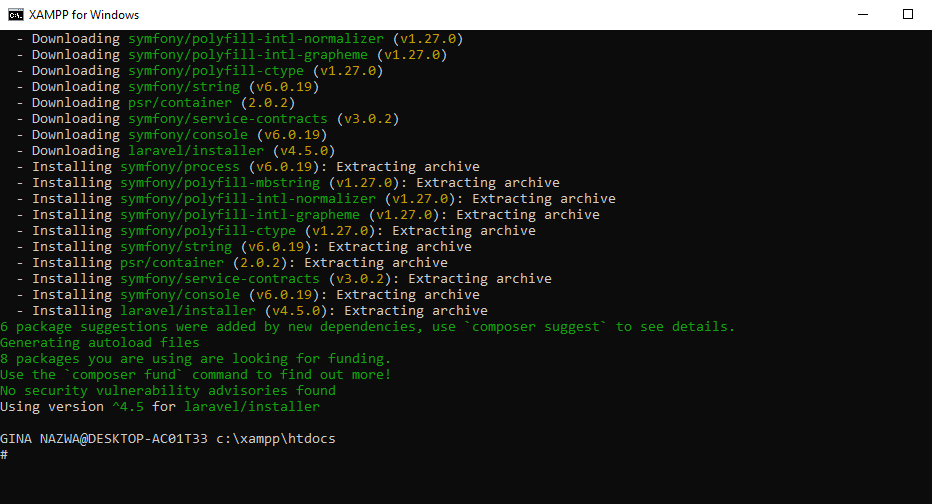 XAMPP for Windows
- Downloading symfony/polyfill-intl-normalizer (v1.27.0)
- Downloading symfony/polyfill-intl-grapheme (v1.27.0)
- Downloading symfony/polyfill-ctype (v1.27.0)
- Downloading symfony/string (v6.0.19)
- Downloading psr/container (2.0.2)
- Downloading symfony/service-contracts (v3.0.2)
- Downloading symfony/console (v6.0.19)
- Downloading laravel/installer (v4.5.0)
- Installing symfony/process (v6.0.19): Extracting archive
- Installing symfony/polyfill-mbstring (v1.27.0): Extracting archive
- Installing symfony/polyfill-intl-normalizer (v1.27.0): Extracting archive
- Installing symfony/polyfill-intl-grapheme (v1.27.0): Extracting archive
- Installing symfony/polyfill-ctype (v1.27.0): Extracting archive
- Installing symfony/string (v6.0.19): Extracting archive
- Installing psr/container (2.0.2): Extracting archive
- Installing symfony/service-contracts (v3.0.2): Extracting archive
- Installing symfony/console (v6.0.19): Extracting archive
- Installing laravel/installer (v4.5.0): Extracting archive
6 package suggestions were added by new dependencies, use `composer suggest` to see details.
Generating autoload files
8 packages you are using are looking for funding.
Use the `composer fund` command to find out more!
No security vulnerability advisories found
Using version ^4.5 for laravel/installer
GINA NAZWA@DESKTOP-AC01T33 c:\xampp\htdocs
#